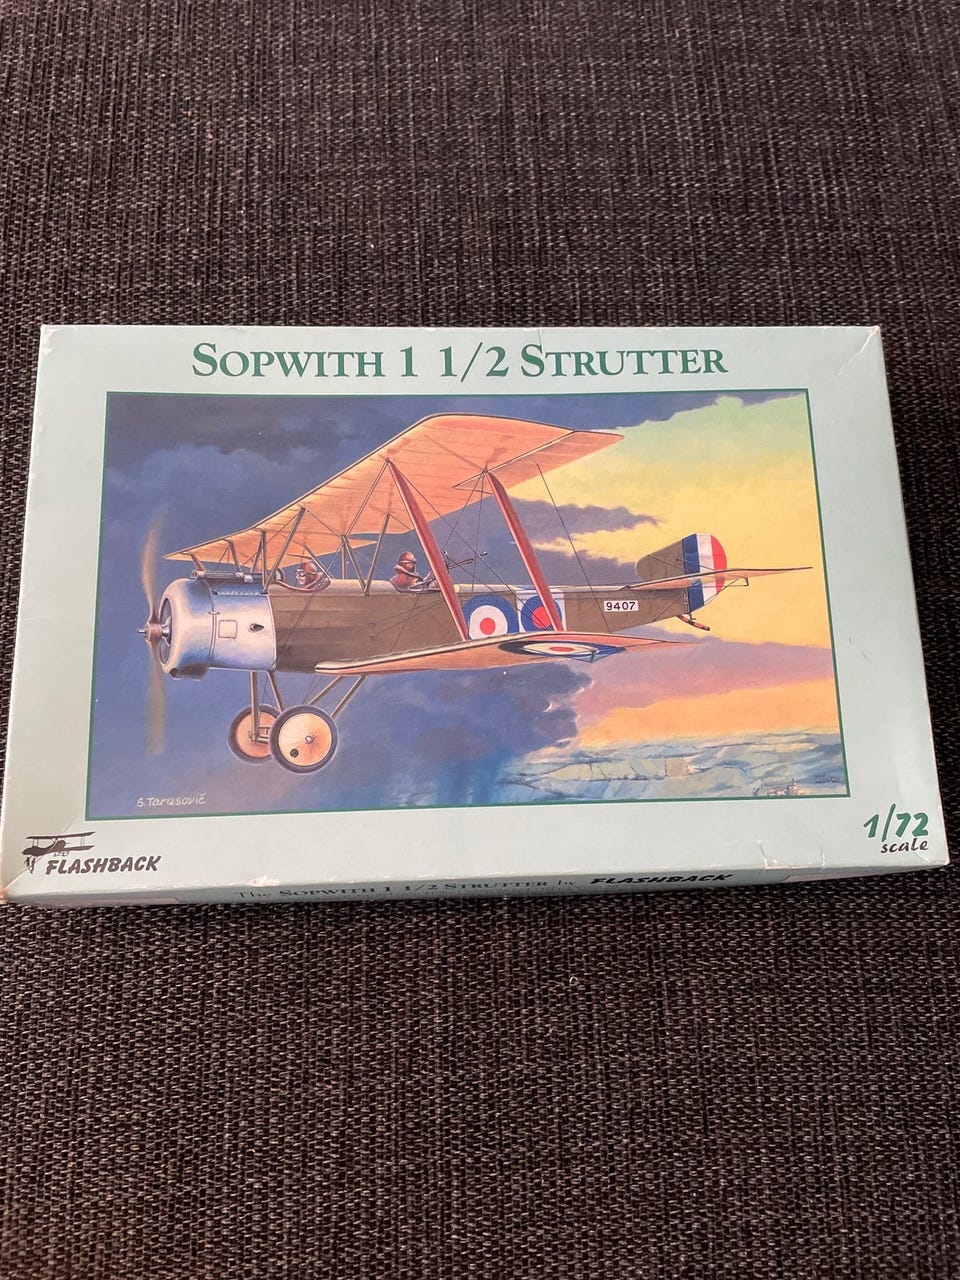 SOPWITH 1 1/2 STRUTTER
9407
S.Tarasovič
1/72
scale
FLASHBACK
The SOPWITH 1 1/2 STRUTTER by FLASHBACK